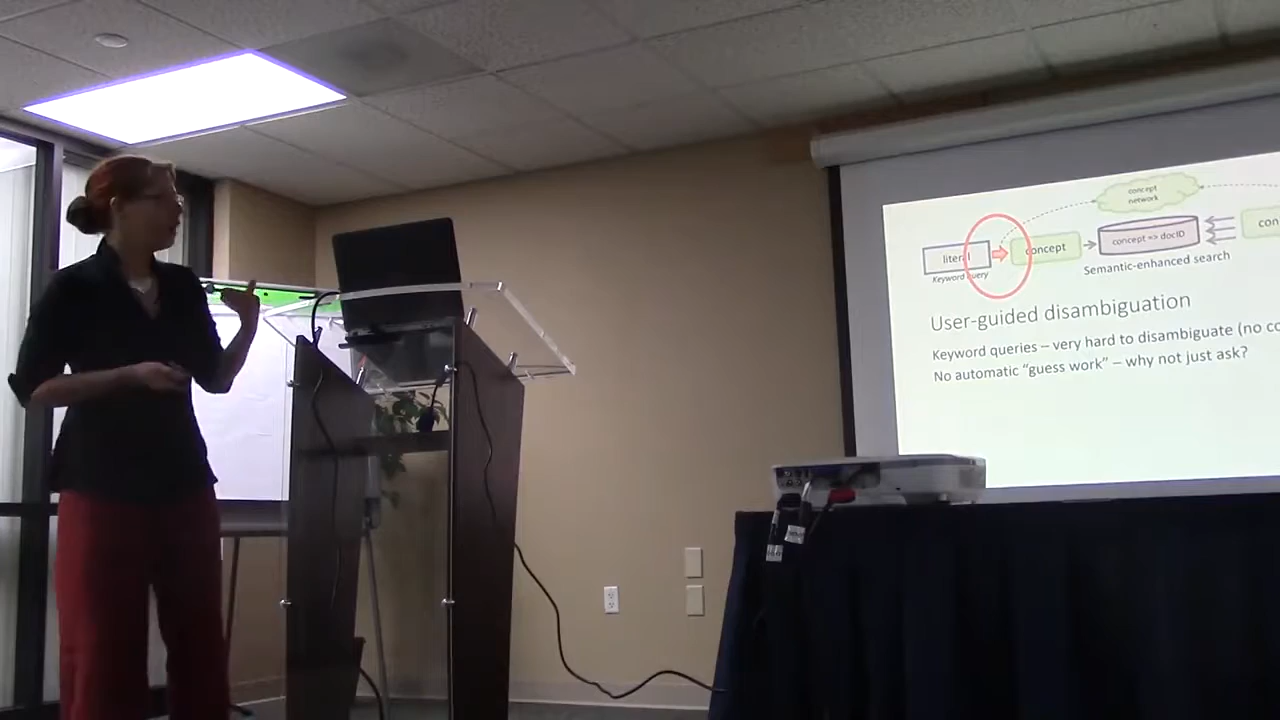 concept
network
literal
concept
concept => docID
con
Keyword query
Semantic-enhanced search
User-guided disambiguation
Keyword queries – very hard to disambiguate (no co
No automatic "guess work" – why not just ask?